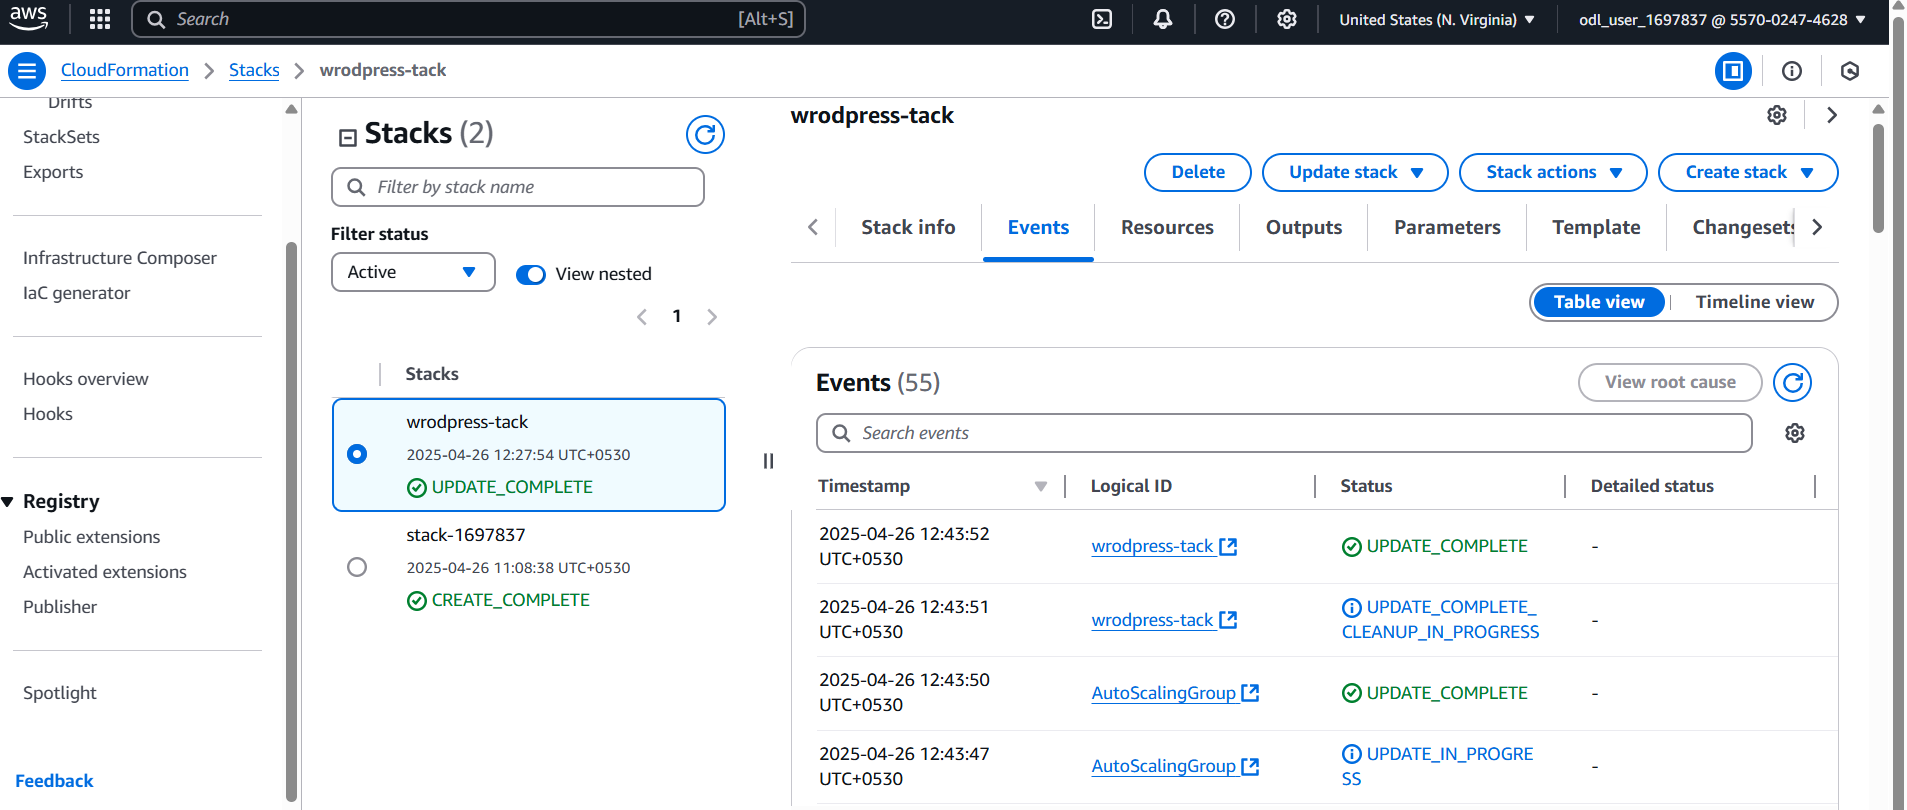 aws
Search
[Alt+S]
United States (N. Virginia)
odl_user_1697837 @ 5570-0247-4628
CloudFormation
Stacks
wrodpress-tack
Drifts
StackSets
Exports
Infrastructure Composer
IaC generator
Hooks overview
Hooks
Registry
Public extensions
Activated extensions
Publisher
Spotlight
Feedback
Stacks (2)
Filter by stack name
Filter status
Active
View nested
1
Stacks
wrodpress-tack
2025-04-26 12:27:54 UTC+0530
UPDATE_COMPLETE
stack-1697837
2025-04-26 11:08:38 UTC+0530
CREATE_COMPLETE
wrodpress-tack
Delete
Update stack
Stack actions
Create stack
Stack info
Events
Resources
Outputs
Parameters
Template
Changesets
Table view
Timeline view
Events (55)
View root cause
Search events
Timestamp
Logical ID
Status
Detailed status
2025-04-26 12:43:52
UTC+0530
wrodpress-tack
UPDATE_COMPLETE
-
2025-04-26 12:43:51
UTC+0530
wrodpress-tack
UPDATE_COMPLETE_
CLEANUP_IN_PROGRESS
-
2025-04-26 12:43:50
UTC+0530
AutoScalingGroup
UPDATE_COMPLETE
-
2025-04-26 12:43:47
UTC+0530
AutoScalingGroup
UPDATE_IN_PROGRE
SS
-